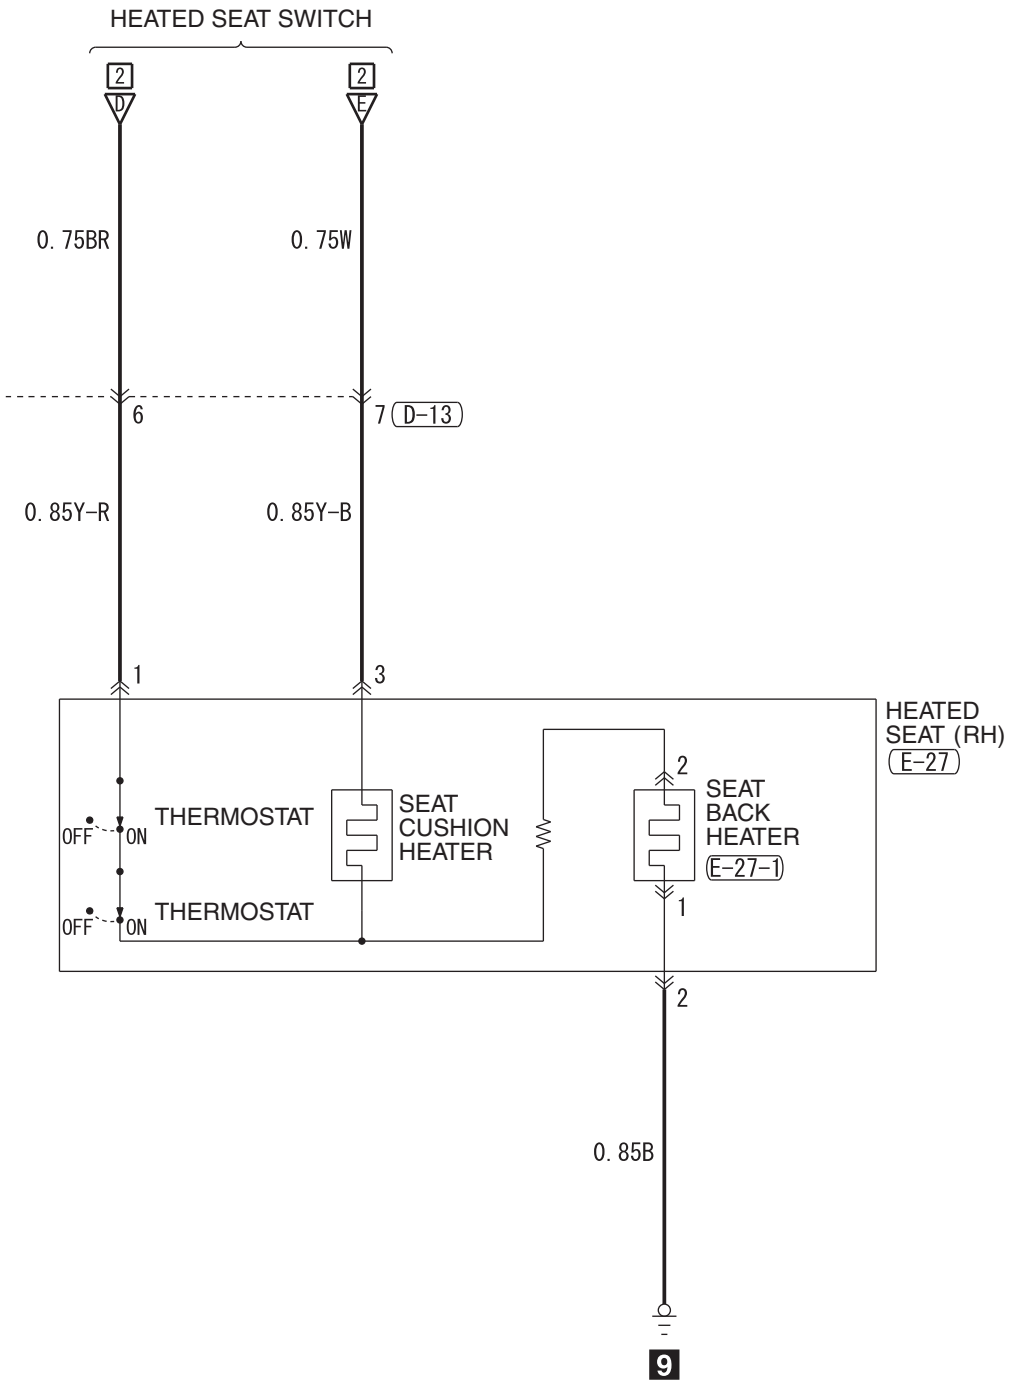 HEATED SEAT SWITCH
2 2
D E
0. 75BR 0. 75W
6 7 D-13
0. 85Y-R 0. 85Y-B
1 3
HEATED
SEAT (RH)
E-27
2
THERMOSTAT
OFF ON
SEAT
CUSHION
HEATER
SEAT
BACK
HEATER
E-27-1
THERMOSTAT
OFF ON
1
2
0. 85B
9